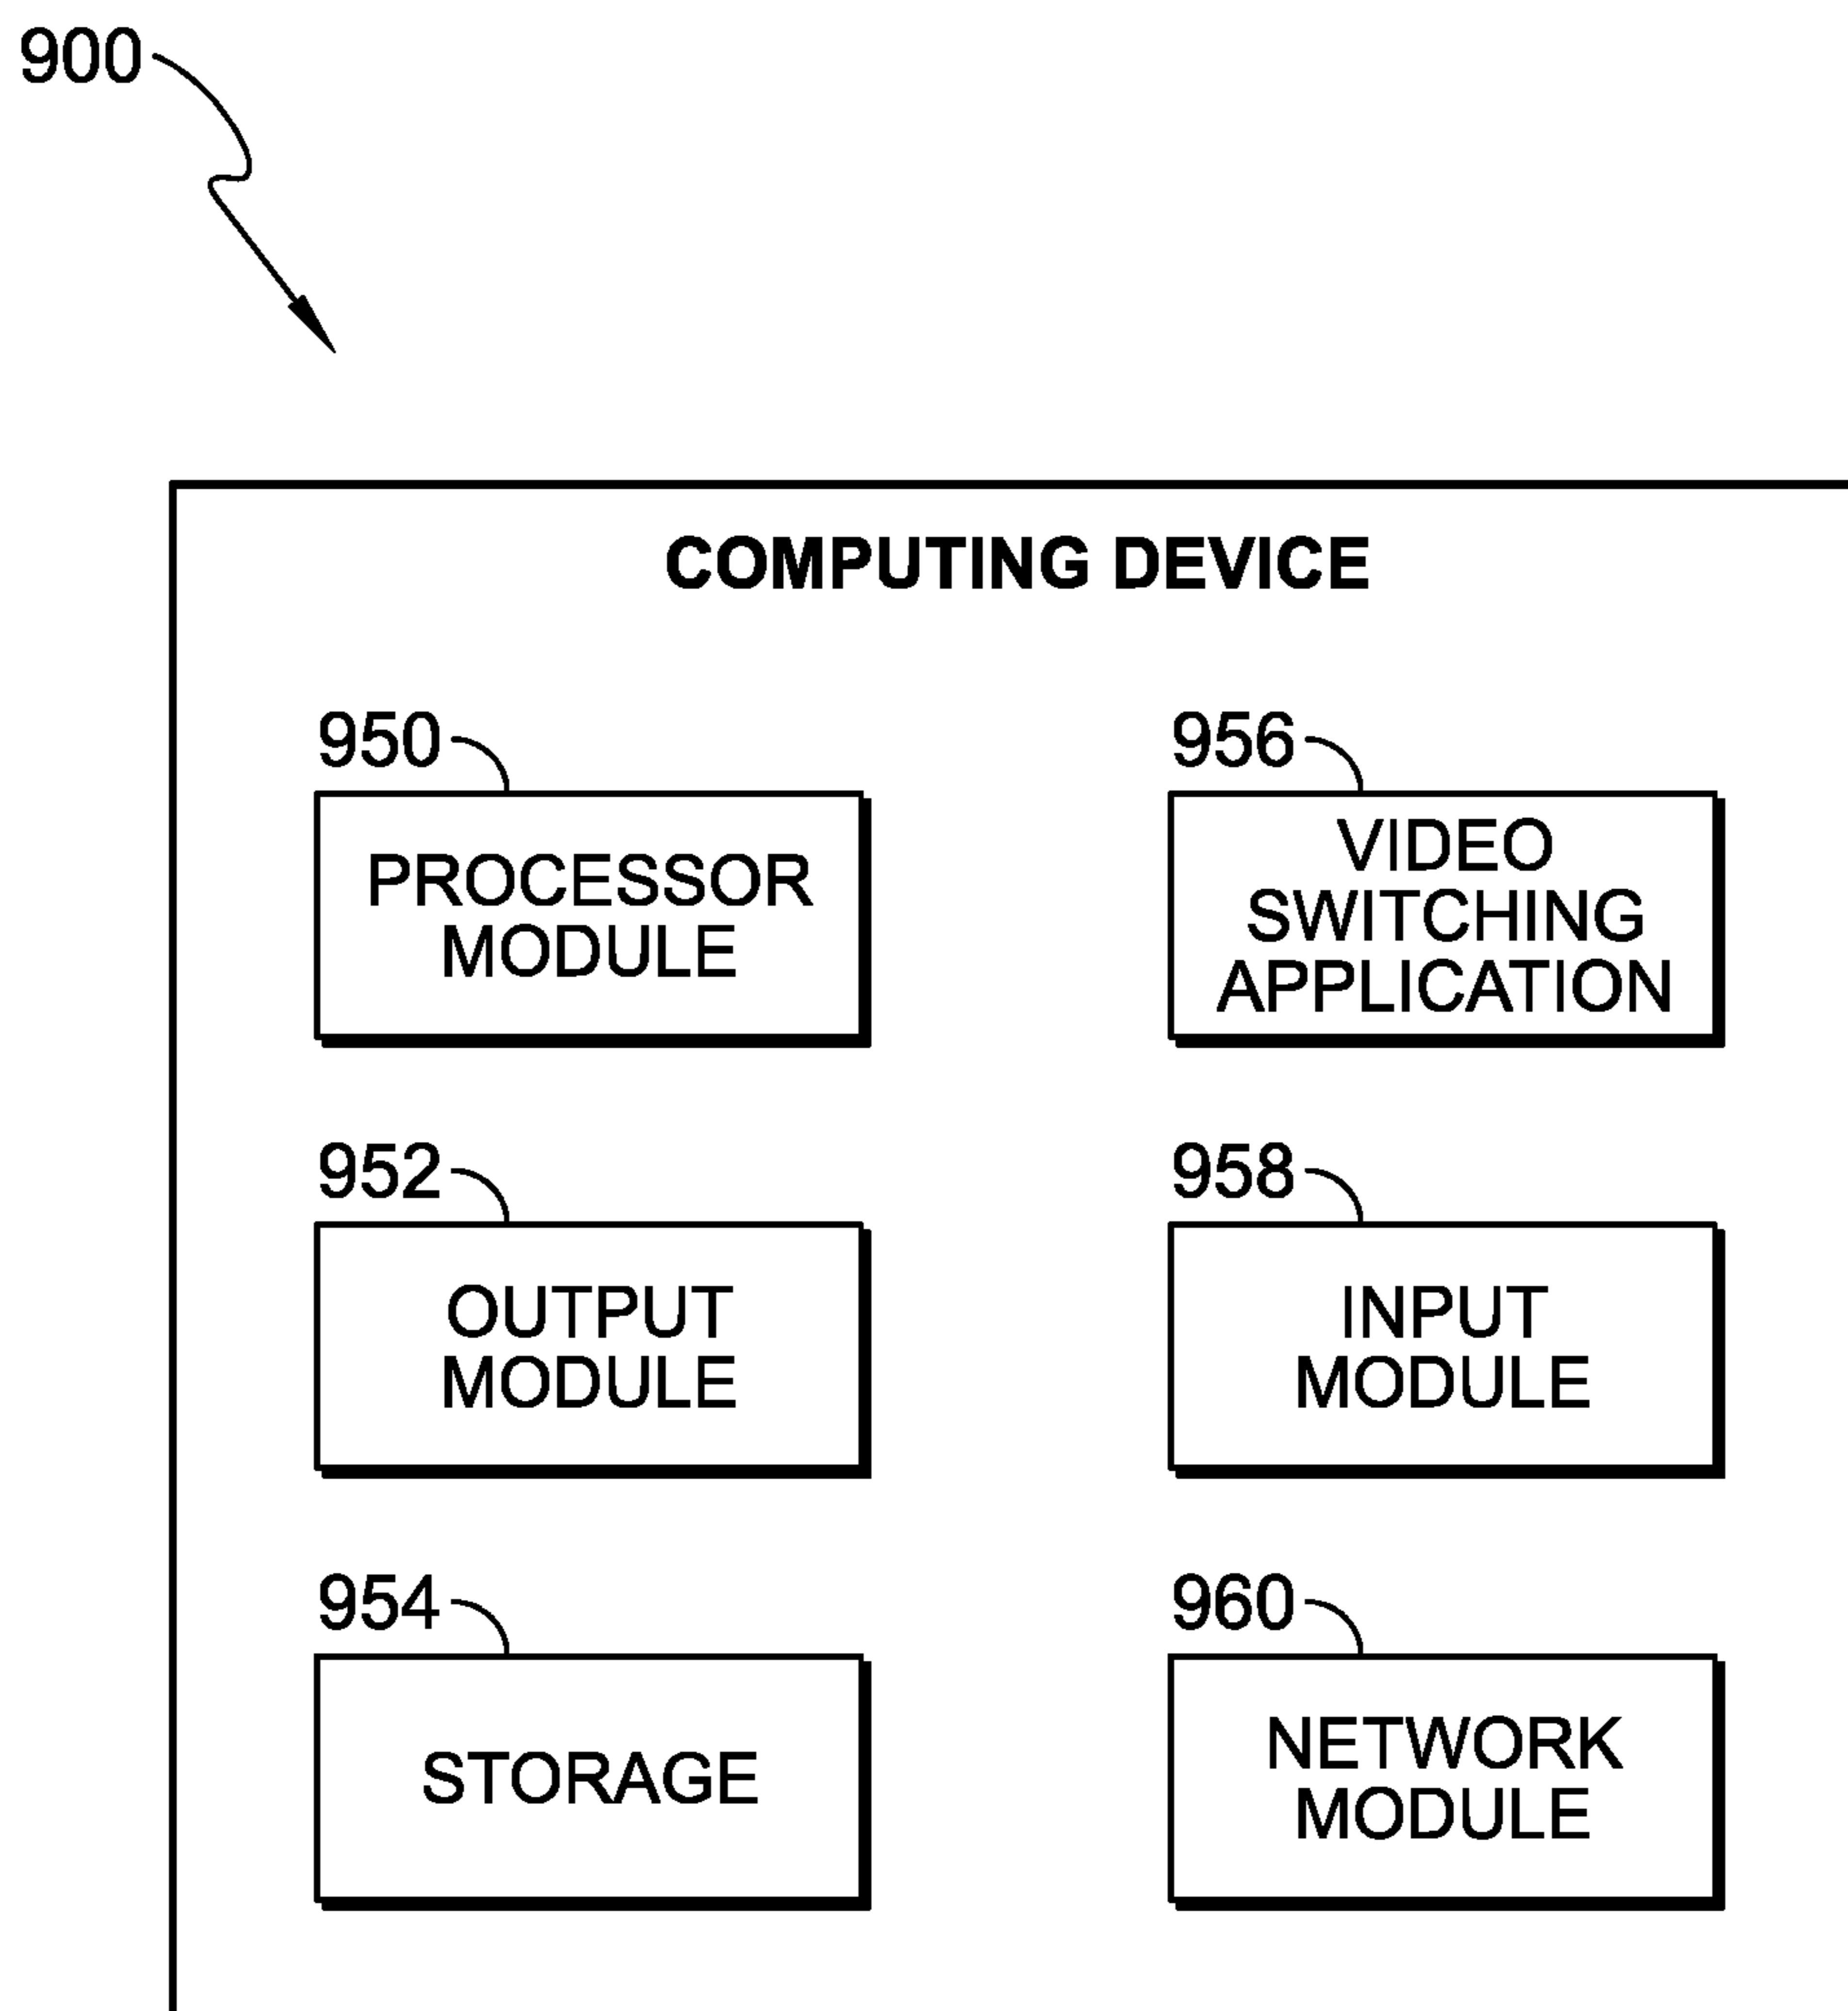 900
COMPUTING DEVICE
950
PROCESSOR
MODULE
956
VIDEO
SWITCHING
APPLICATION
952
OUTPUT
MODULE
958
INPUT
MODULE
954
STORAGE
960
NETWORK
MODULE